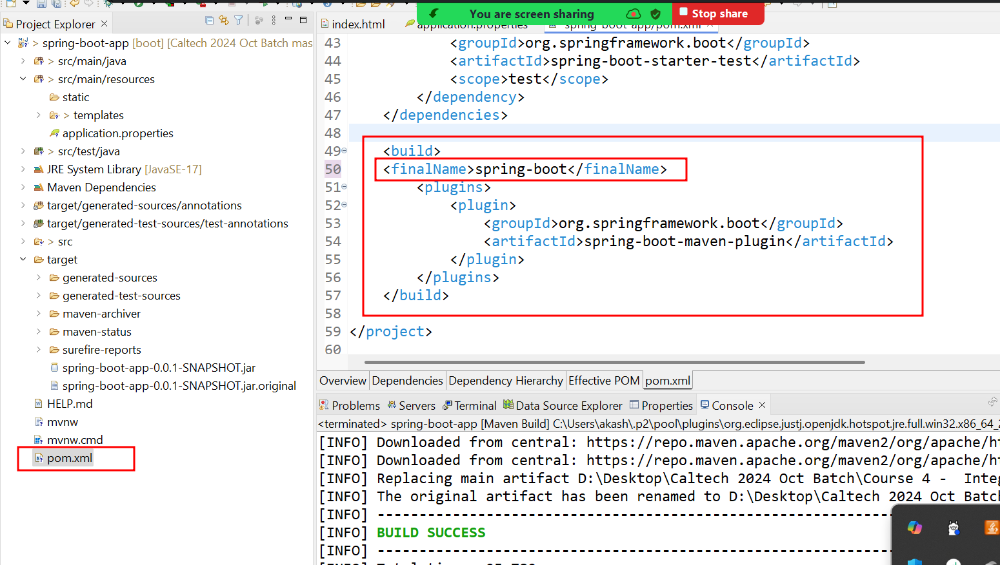 You are screen sharing
Stop share
Project Explorer
index.html
application.properties
spring-boot-app/pom.xml
> spring-boot-app [boot] [Caltech 2024 Oct Batch mas
> src/main/java
> src/main/resources
static
> templates
application.properties
> src/test/java
JRE System Library [JavaSE-17]
Maven Dependencies
target/generated-sources/annotations
target/generated-test-sources/test-annotations
> src
target
generated-sources
generated-test-sources
maven-archiver
maven-status
surefire-reports
spring-boot-app-0.0.1-SNAPSHOT.jar
spring-boot-app-0.0.1-SNAPSHOT.jar.original
HELP.md
mvnw
mvnw.cmd
pom.xml
43 <groupId>org.springframework.boot</groupId>
44 <artifactId>spring-boot-starter-test</artifactId>
45 <scope>test</scope>
46 </dependency>
47 </dependencies>
48
49 <build>
50 <finalName>spring-boot</finalName>
51 <plugins>
52 <plugin>
53 <groupId>org.springframework.boot</groupId>
54 <artifactId>spring-boot-maven-plugin</artifactId>
55 </plugin>
56 </plugins>
57 </build>
58
59 </project>
60
Overview Dependencies Dependency Hierarchy Effective POM pom.xml
Problems Servers Terminal Data Source Explorer Properties Console
<terminated> spring-boot-app [Maven Build] C:\Users\akash\.p2\pool\plugins\org.eclipse.justj.openjdk.hotspot.jre.full.win32.x86_64_
[INFO] Downloaded from central: https://repo.maven.apache.org/maven2/org/apache/ht
[INFO] Downloaded from central: https://repo.maven.apache.org/maven2/org/apache/ht
[INFO] Replacing main artifact D:\Desktop\Caltech 2024 Oct Batch\Course 4 - Integ
[INFO] The original artifact has been renamed to D:\Desktop\Caltech 2024 Oct Batch
[INFO] --------------------------------------------------------------
[INFO] BUILD SUCCESS
[INFO] --------------------------------------------------------------